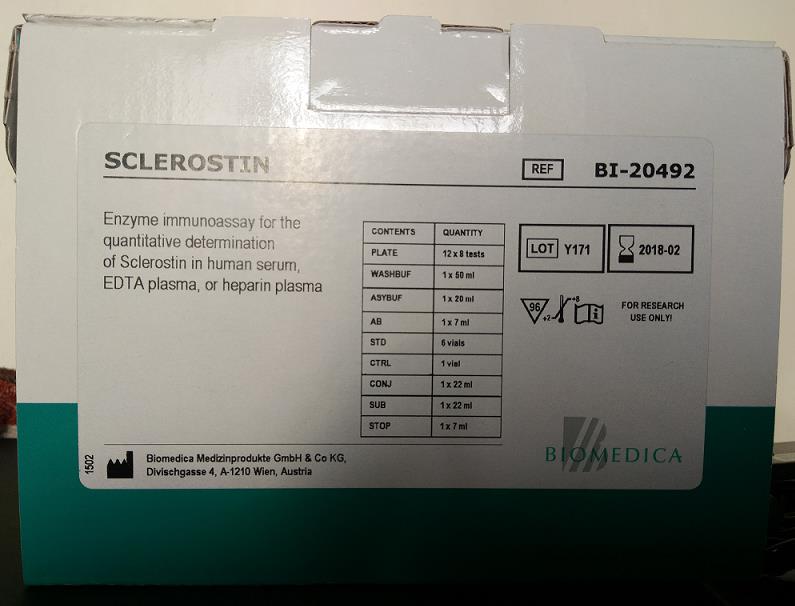 SCLEROSTIN
REF BI-20492
Enzyme immunoassay for the
quantitative determination
of Sclerostin in human serum,
EDTA plasma, or heparin plasma
CONTENTS QUANTITY
PLATE 12 x 8 tests
WASHBUF 1 x 50 ml
ASYBUF 1 x 20 ml
AB 1 x 7 ml
STD 6 vials
CTRL 1 vial
CONJ 1 x 22 ml
SUB 1 x 22 ml
STOP 1 x 7 ml
LOT Y171 2018-02
96 +2 +8 i
FOR RESEARCH
USE ONLY!
1502
Biomedica Medizinprodukte GmbH & Co KG,
Divischgasse 4, A-1210 Wien, Austria
BIOMEDICA